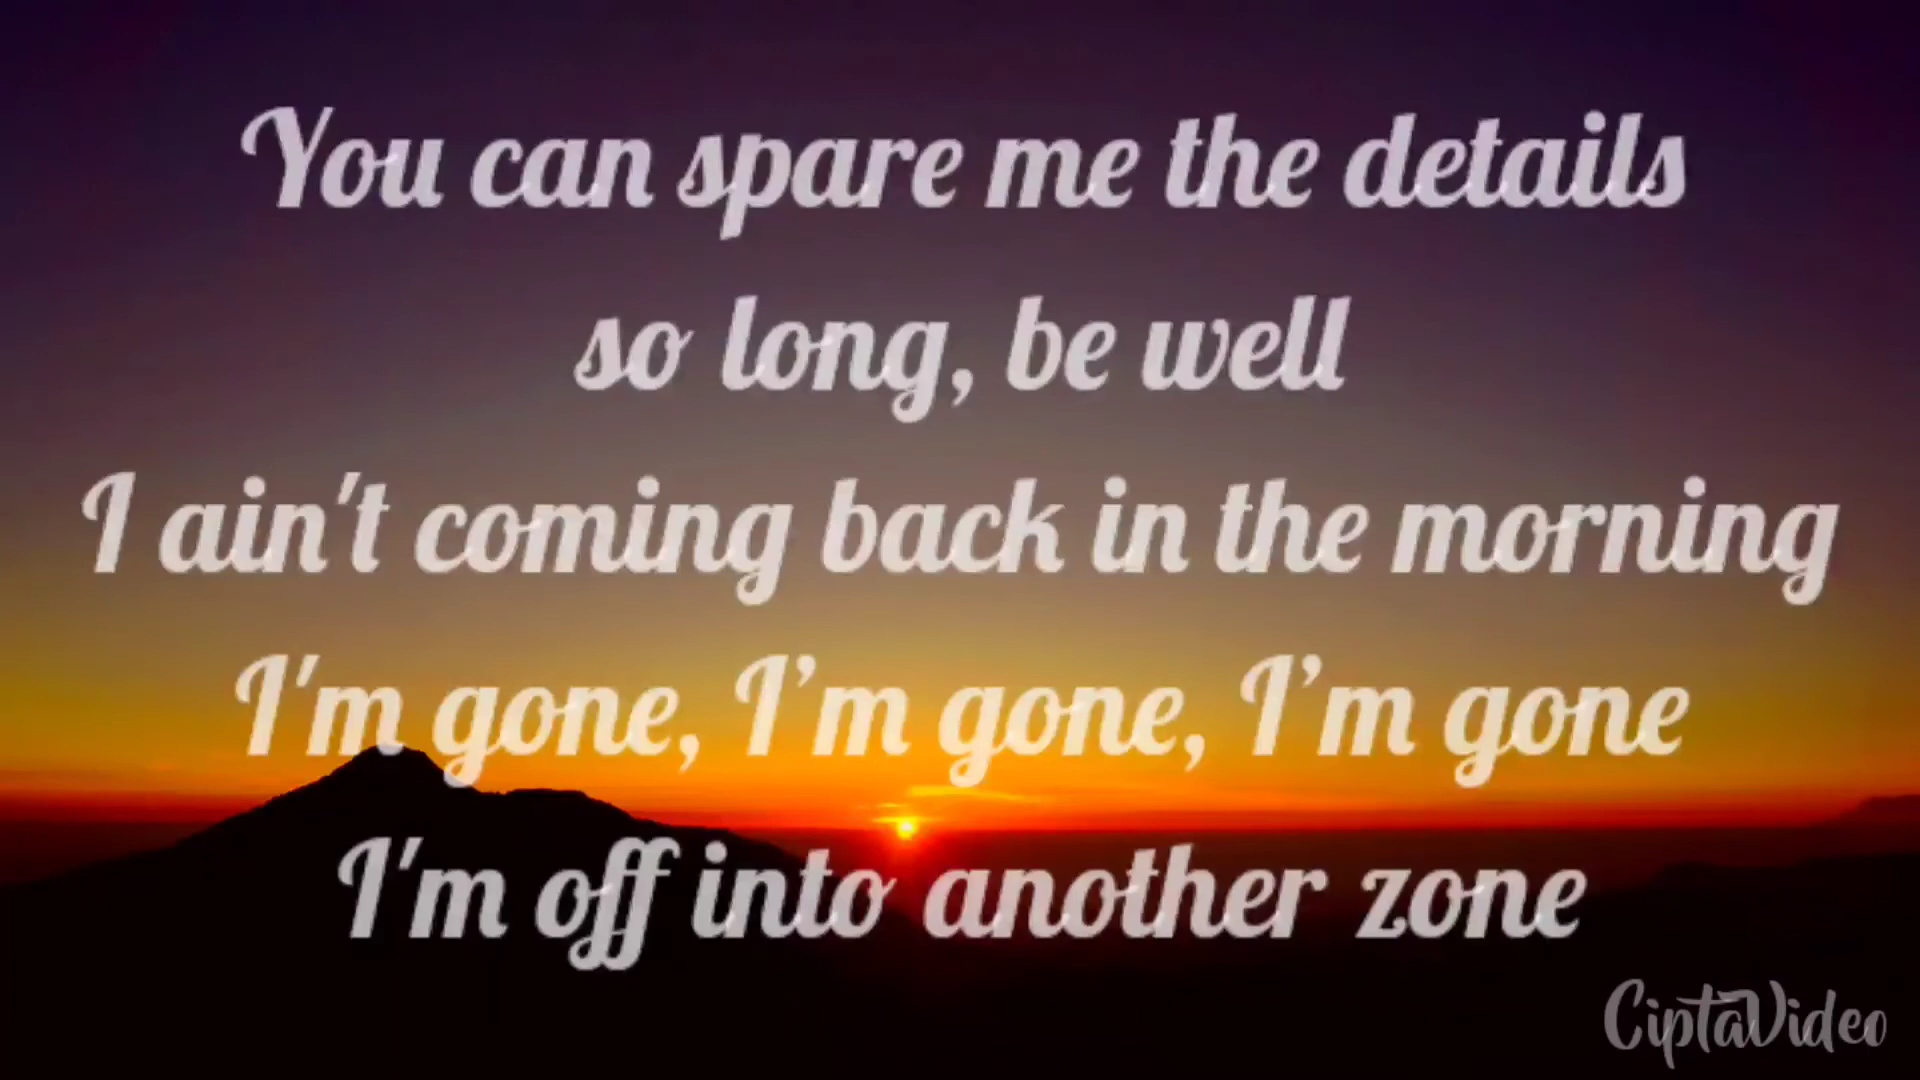 You can spare me the details
so long, be well
I ain't coming back in the morning
I'm gone, I’m gone, I’m gone
I'm off into another zone
CiptaVideo